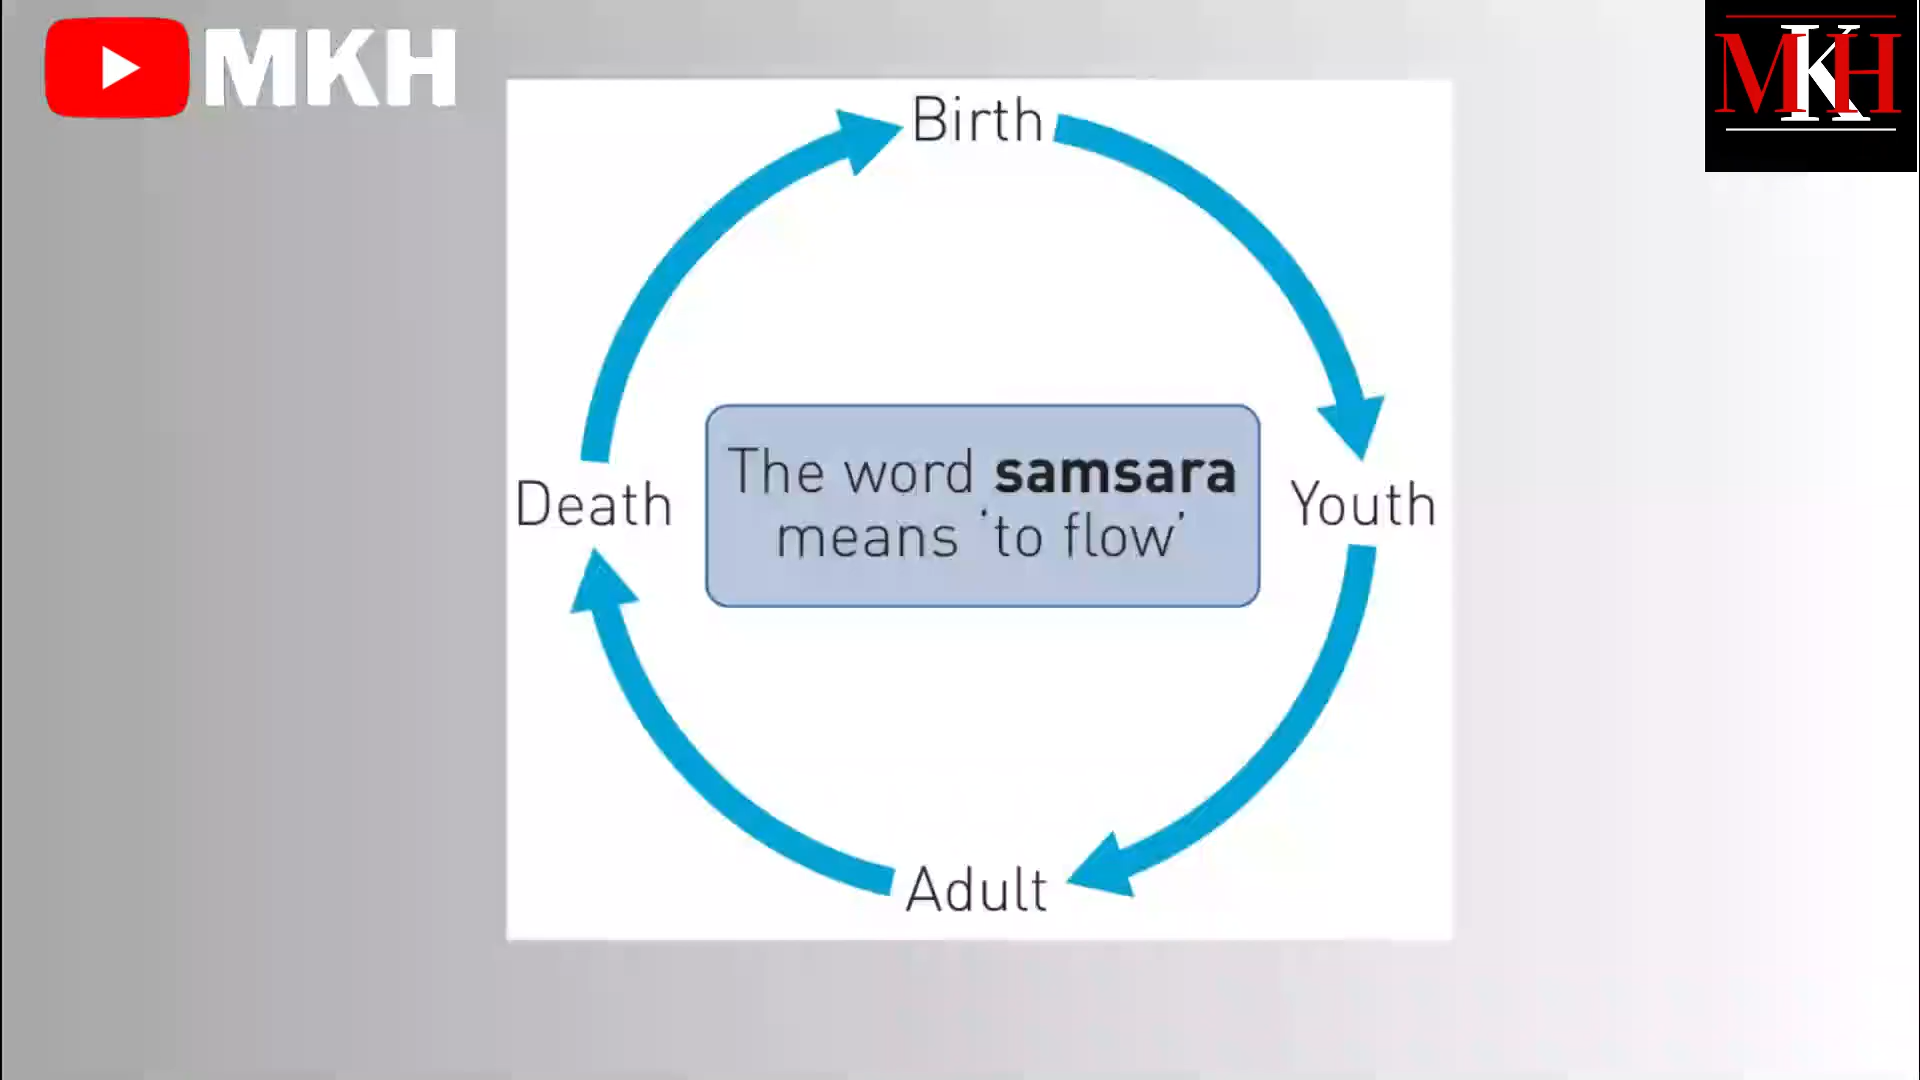 MKH
MKH
Birth
Death
The word samsara
means ‘to flow’
Youth
Adult